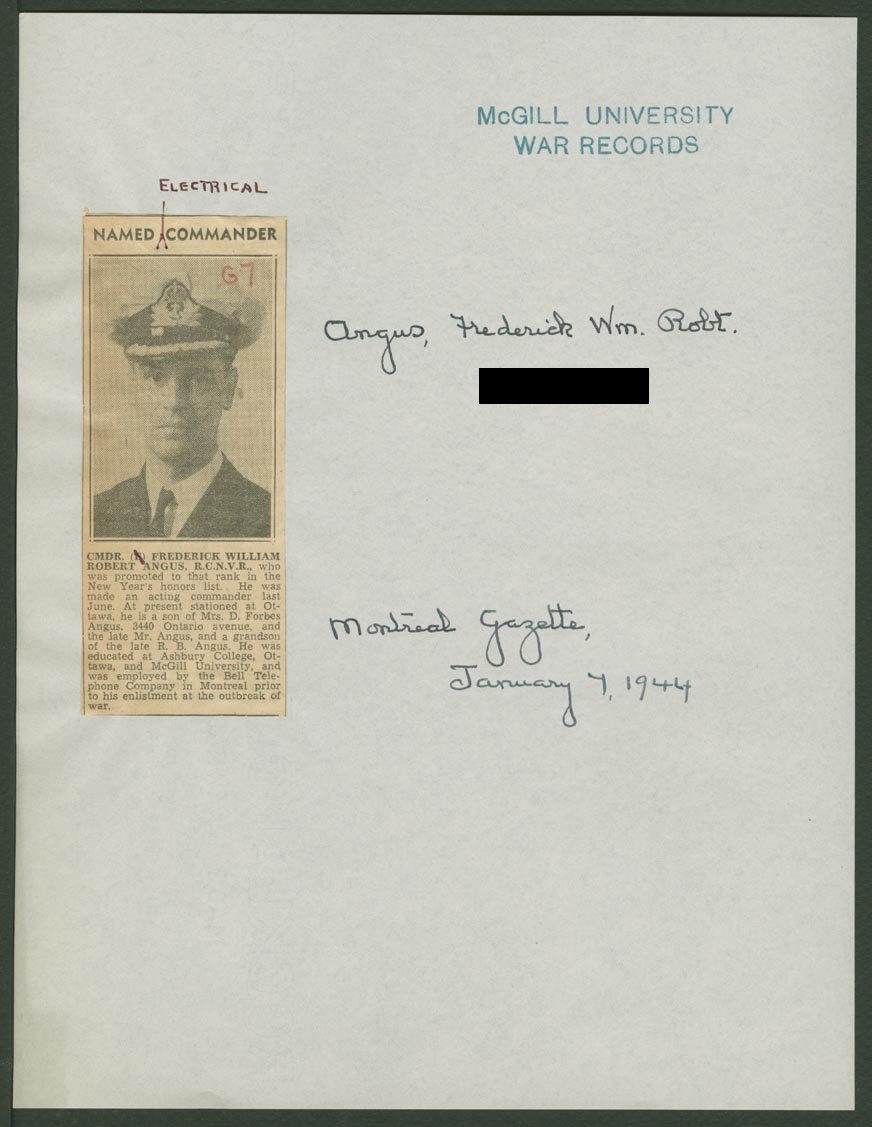 McGILL UNIVERSITY
WAR RECORDS
ELECTRICAL
NAMED COMMANDER
G7
Angus, Frederick Wm. Robt.
CMDR. FREDERICK WILLIAM
ROBERT ANGUS, R.C.N.V.R., who
was promoted to that rank in the
New Year's honors list. He was
made an acting commander last
June. At present stationed at Ot-
tawa, he is a son of Mrs. D. Forbes
Angus, 3440 Ontario avenue, and
the late Mr. Angus, and a grandson
of the late R. B. Angus. He was
educated at Ashbury College, Ot-
tawa, and McGill University, and
was employed by the Bell Tele-
phone Company in Montreal prior
to his enlistment at the outbreak of
war.
Montreal Gazette,
January 7, 1944